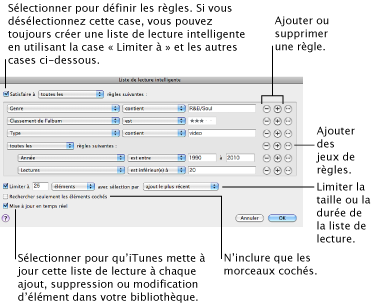 Sélectionner pour définir les règles. Si vous
désélectionnez cette case, vous pouvez
toujours créer une liste de lecture intelligente
en utilisant la case « Limiter à » et les autres
cases ci-dessous.
Ajouter ou
supprimer
une règle.
Liste de lecture intelligente
Satisfaire à toutes les règles suivantes :
Genre contient R&B/Soul
Classement de l'album est ★★★
Type contient video
toutes les règles suivantes :
Année est entre 1990 à 2010
Lectures est inférieur(e) à 20
Limiter à 25 éléments avec sélection par ajout le plus récent
Rechercher seulement les éléments cochés
Mise à jour en temps réel
Annuler OK
Ajouter
des
jeux de
règles.
Limiter la
taille ou la
durée de
la liste de
lecture.
Sélectionner pour qu'iTunes mette à
jour cette liste de lecture à chaque
ajout, suppression ou modification
d'élément dans votre bibliothèque.
N'inclure que les
morceaux cochés.